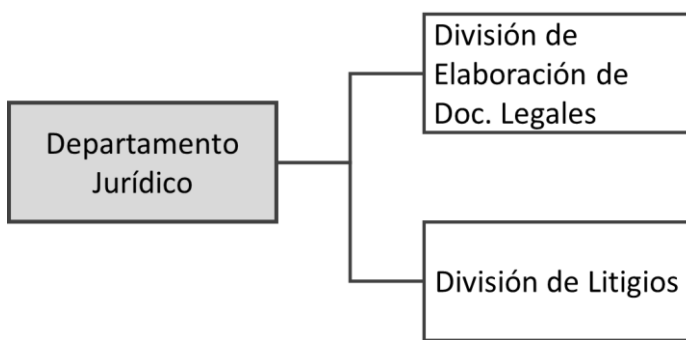 Departamento
Jurídico
División de
Elaboración de
Doc. Legales
División de Litigios